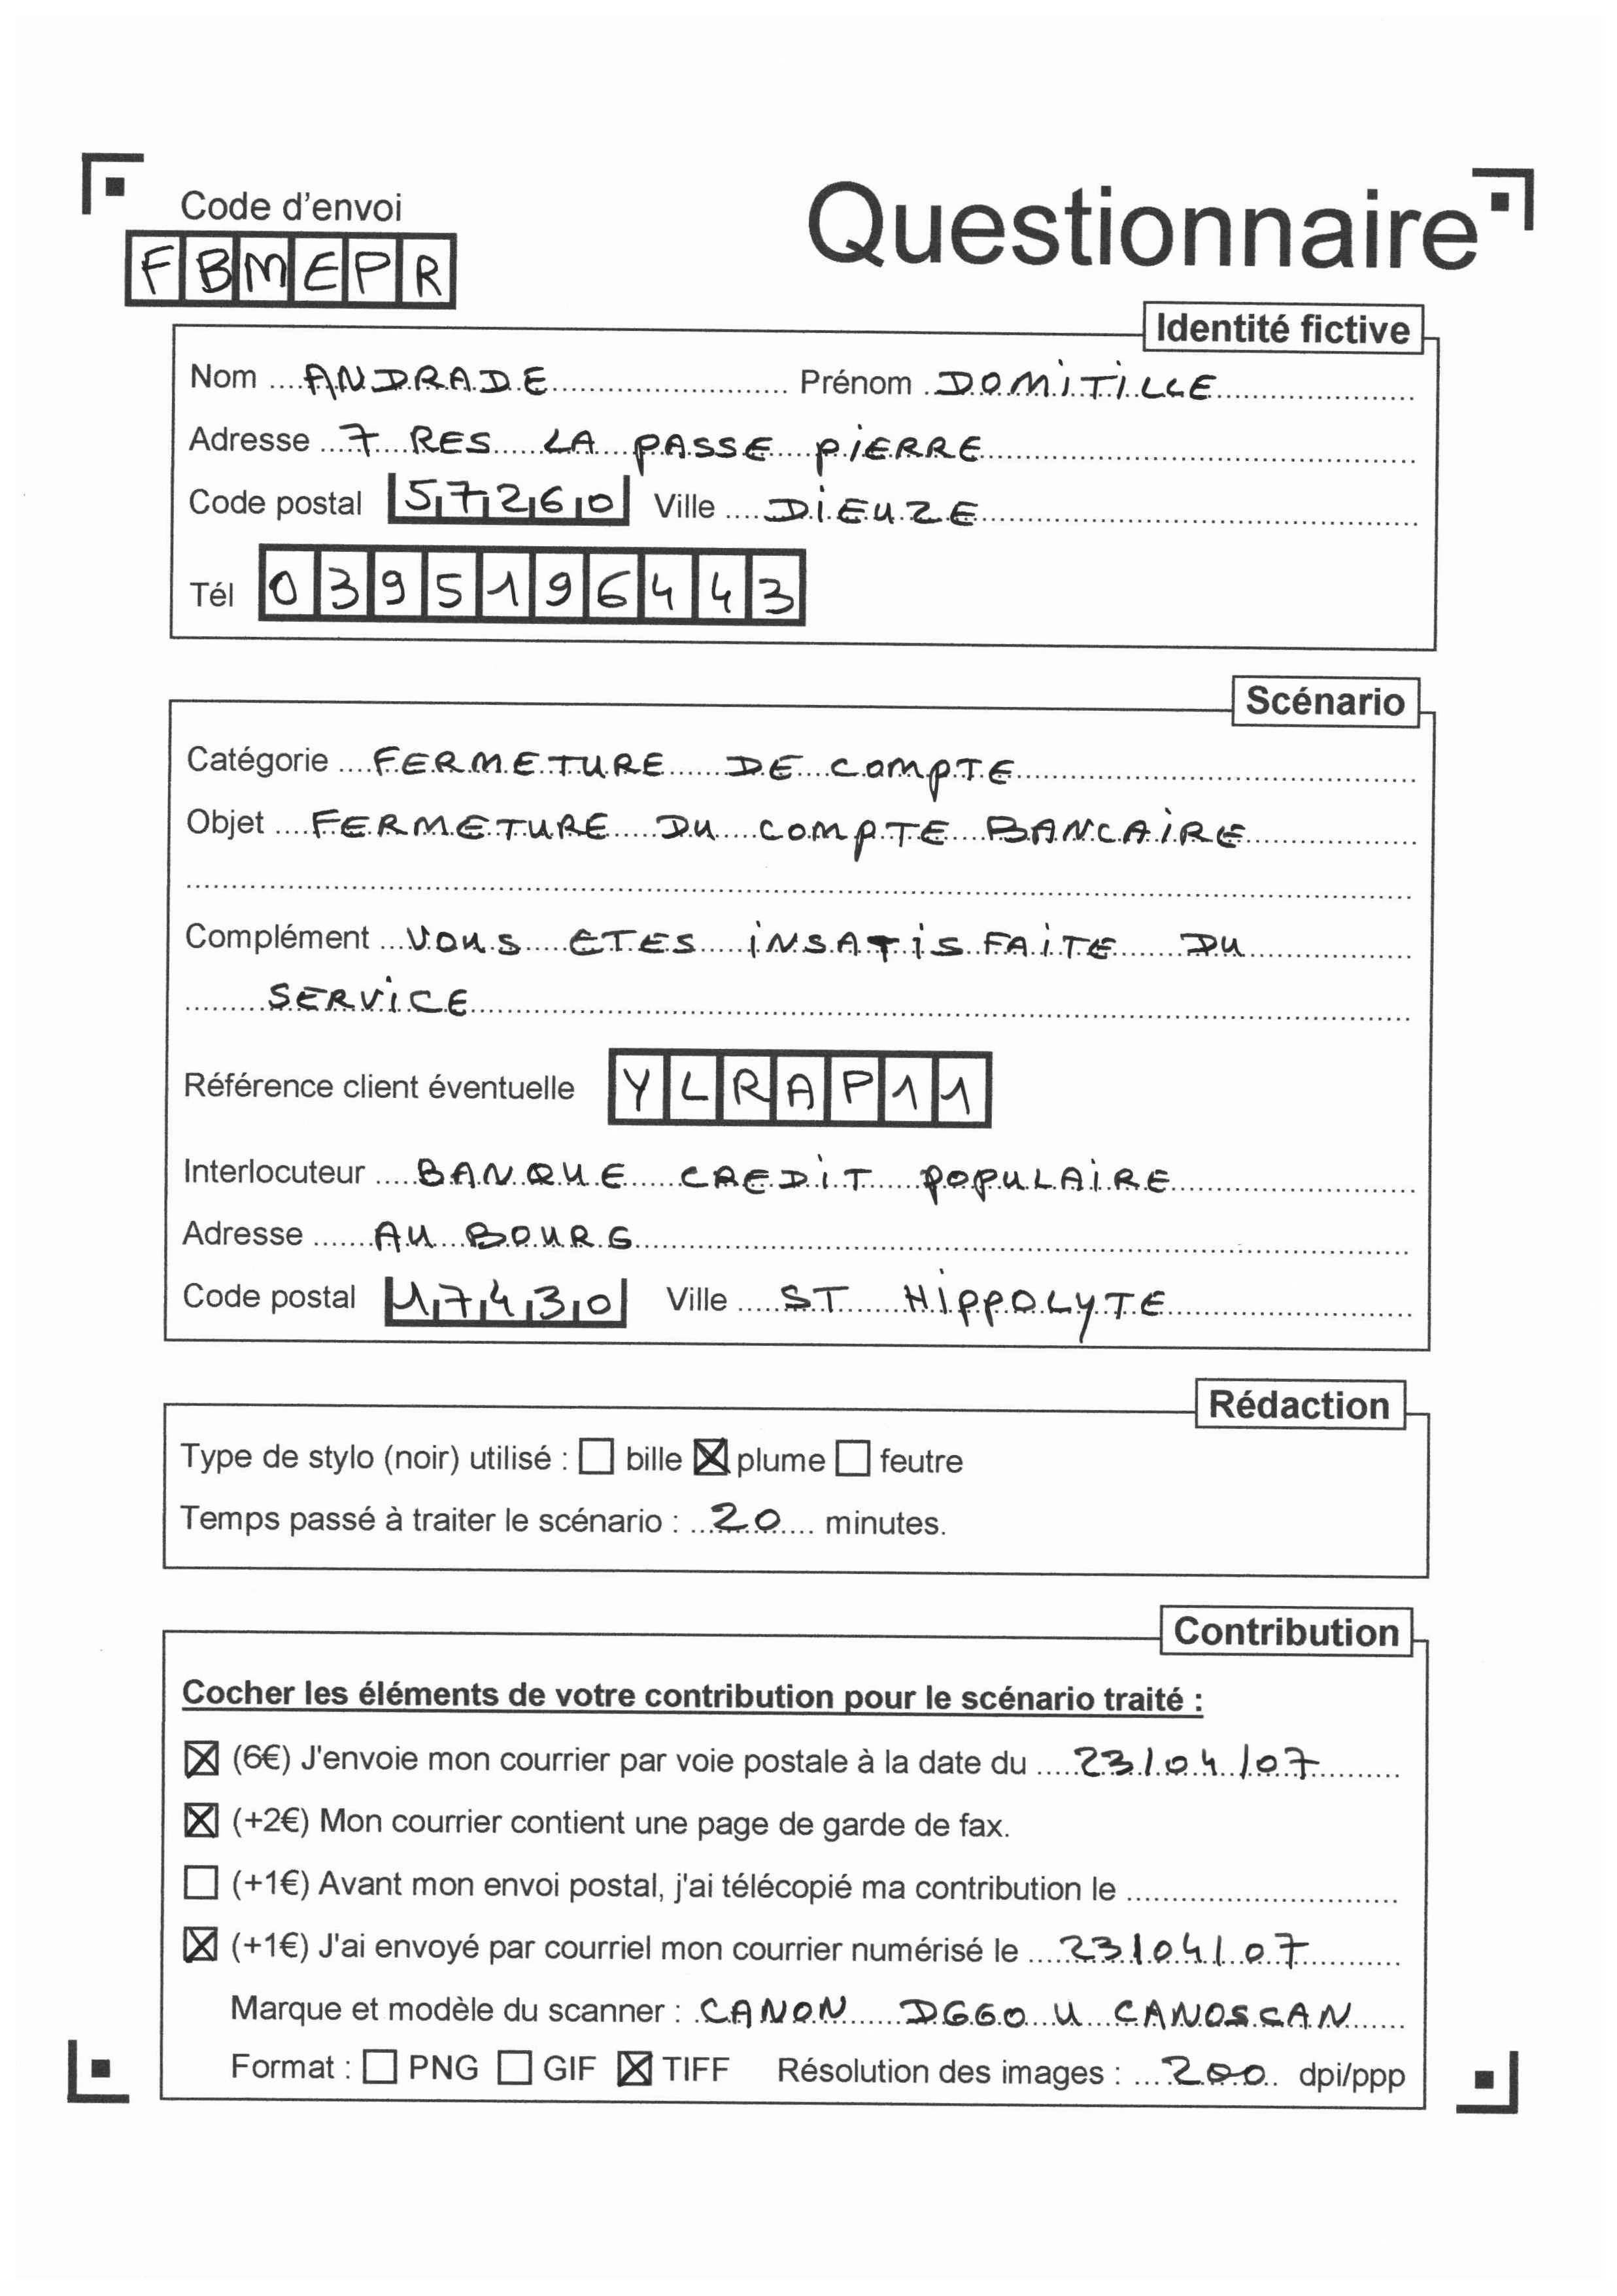 Code d'envoi
Questionnaire
FBMEPR
Identité fictive
Nom ANDRADE Prénom DOMITILLE
Adresse 7 RES LA PASSE PIERRE
Code postal 57260 Ville DIEUZE
Tél 0395196443
Scénario
Catégorie FERMETURE DE COMPTE
Objet FERMETURE DU COMPTE BANCAIRE
Complément VOUS ETES INSATISFAITE DU
SERVICE
Référence client éventuelle YLRAP11
Interlocuteur BANQUE CREDIT POPULAIRE
Adresse AU BOURG
Code postal 17430 Ville ST HIPPOLYTE
Rédaction
Type de stylo (noir) utilisé : ☐ bille ☒ plume ☐ feutre
Temps passé à traiter le scénario : 20 minutes.
Contribution
Cocher les éléments de votre contribution pour le scénario traité :
☒ (6€) J'envoie mon courrier par voie postale à la date du 23/04/07
☒ (+2€) Mon courrier contient une page de garde de fax.
☐ (+1€) Avant mon envoi postal, j'ai télécopié ma contribution le
☒ (+1€) J'ai envoyé par courriel mon courrier numérisé le 23/04/07
Marque et modèle du scanner : CANON D660 U CANOSCAN
Format : ☐ PNG ☐ GIF ☒ TIFF Résolution des images : 200 dpi/ppp